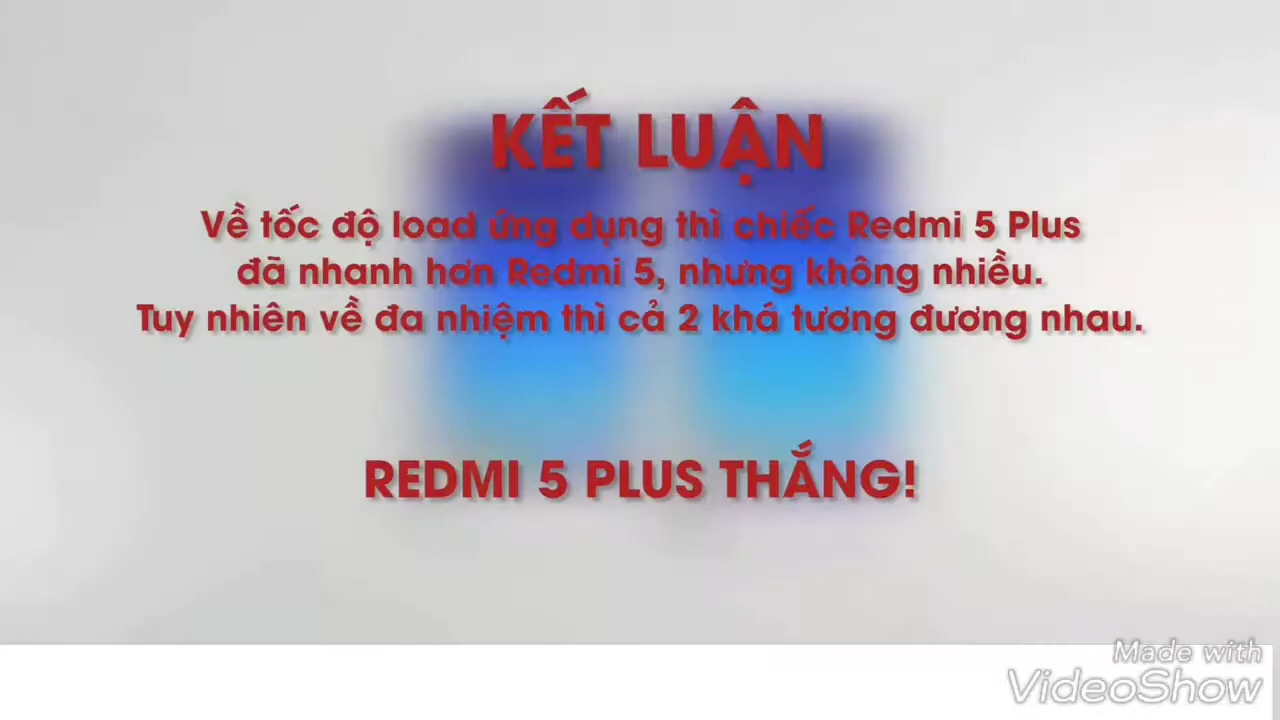 KẾT LUẬN
Về tốc độ load ứng dụng thì chiếc Redmi 5 Plus
đã nhanh hơn Redmi 5, nhưng không nhiều.
Tuy nhiên về đa nhiệm thì cả 2 khá tương đương nhau.
REDMI 5 PLUS THẮNG!
Made with
VideoShow